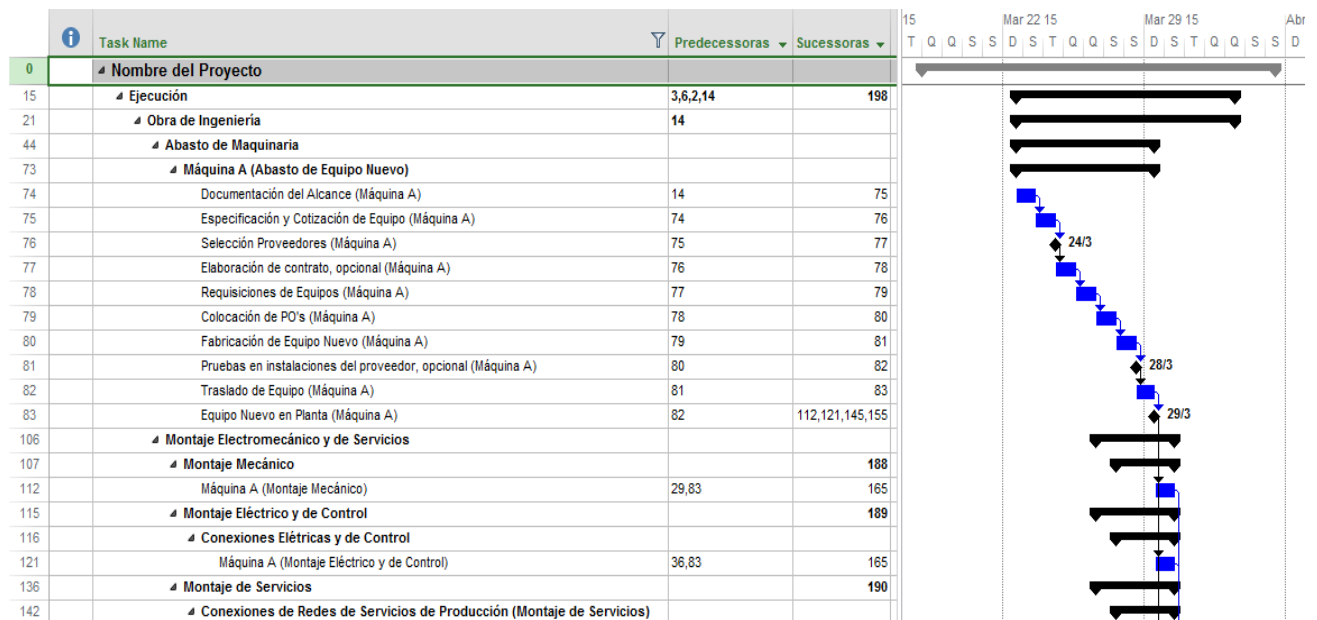 15 Mar 22 15 Mar 29 15 Abr
Task Name Predecessoras Sucessoras T Q Q S S D S T Q Q S S D S T Q Q S S D
0 Nombre del Proyecto
15 Ejecución 3,6,2,14 198
21 Obra de Ingeniería 14
44 Abasto de Maquinaria
73 Máquina A (Abasto de Equipo Nuevo)
74 Documentación del Alcance (Máquina A) 14 75
75 Especificación y Cotización de Equipo (Máquina A) 74 76
76 Selección Proveedores (Máquina A) 75 77 24/3
77 Elaboración de contrato, opcional (Máquina A) 76 78
78 Requisiciones de Equipos (Máquina A) 77 79
79 Colocación de PO's (Máquina A) 78 80
80 Fabricación de Equipo Nuevo (Máquina A) 79 81
81 Pruebas en instalaciones del proveedor, opcional (Máquina A) 80 82 28/3
82 Traslado de Equipo (Máquina A) 81 83
83 Equipo Nuevo en Planta (Máquina A) 82 112,121,145,155 29/3
106 Montaje Electromecánico y de Servicios
107 Montaje Mecánico 188
112 Máquina A (Montaje Mecánico) 29,83 165
115 Montaje Eléctrico y de Control 189
116 Conexiones Elétricas y de Control
121 Máquina A (Montaje Eléctrico y de Control) 36,83 165
136 Montaje de Servicios 190
142 Conexiones de Redes de Servicios de Producción (Montaje de Servicios)